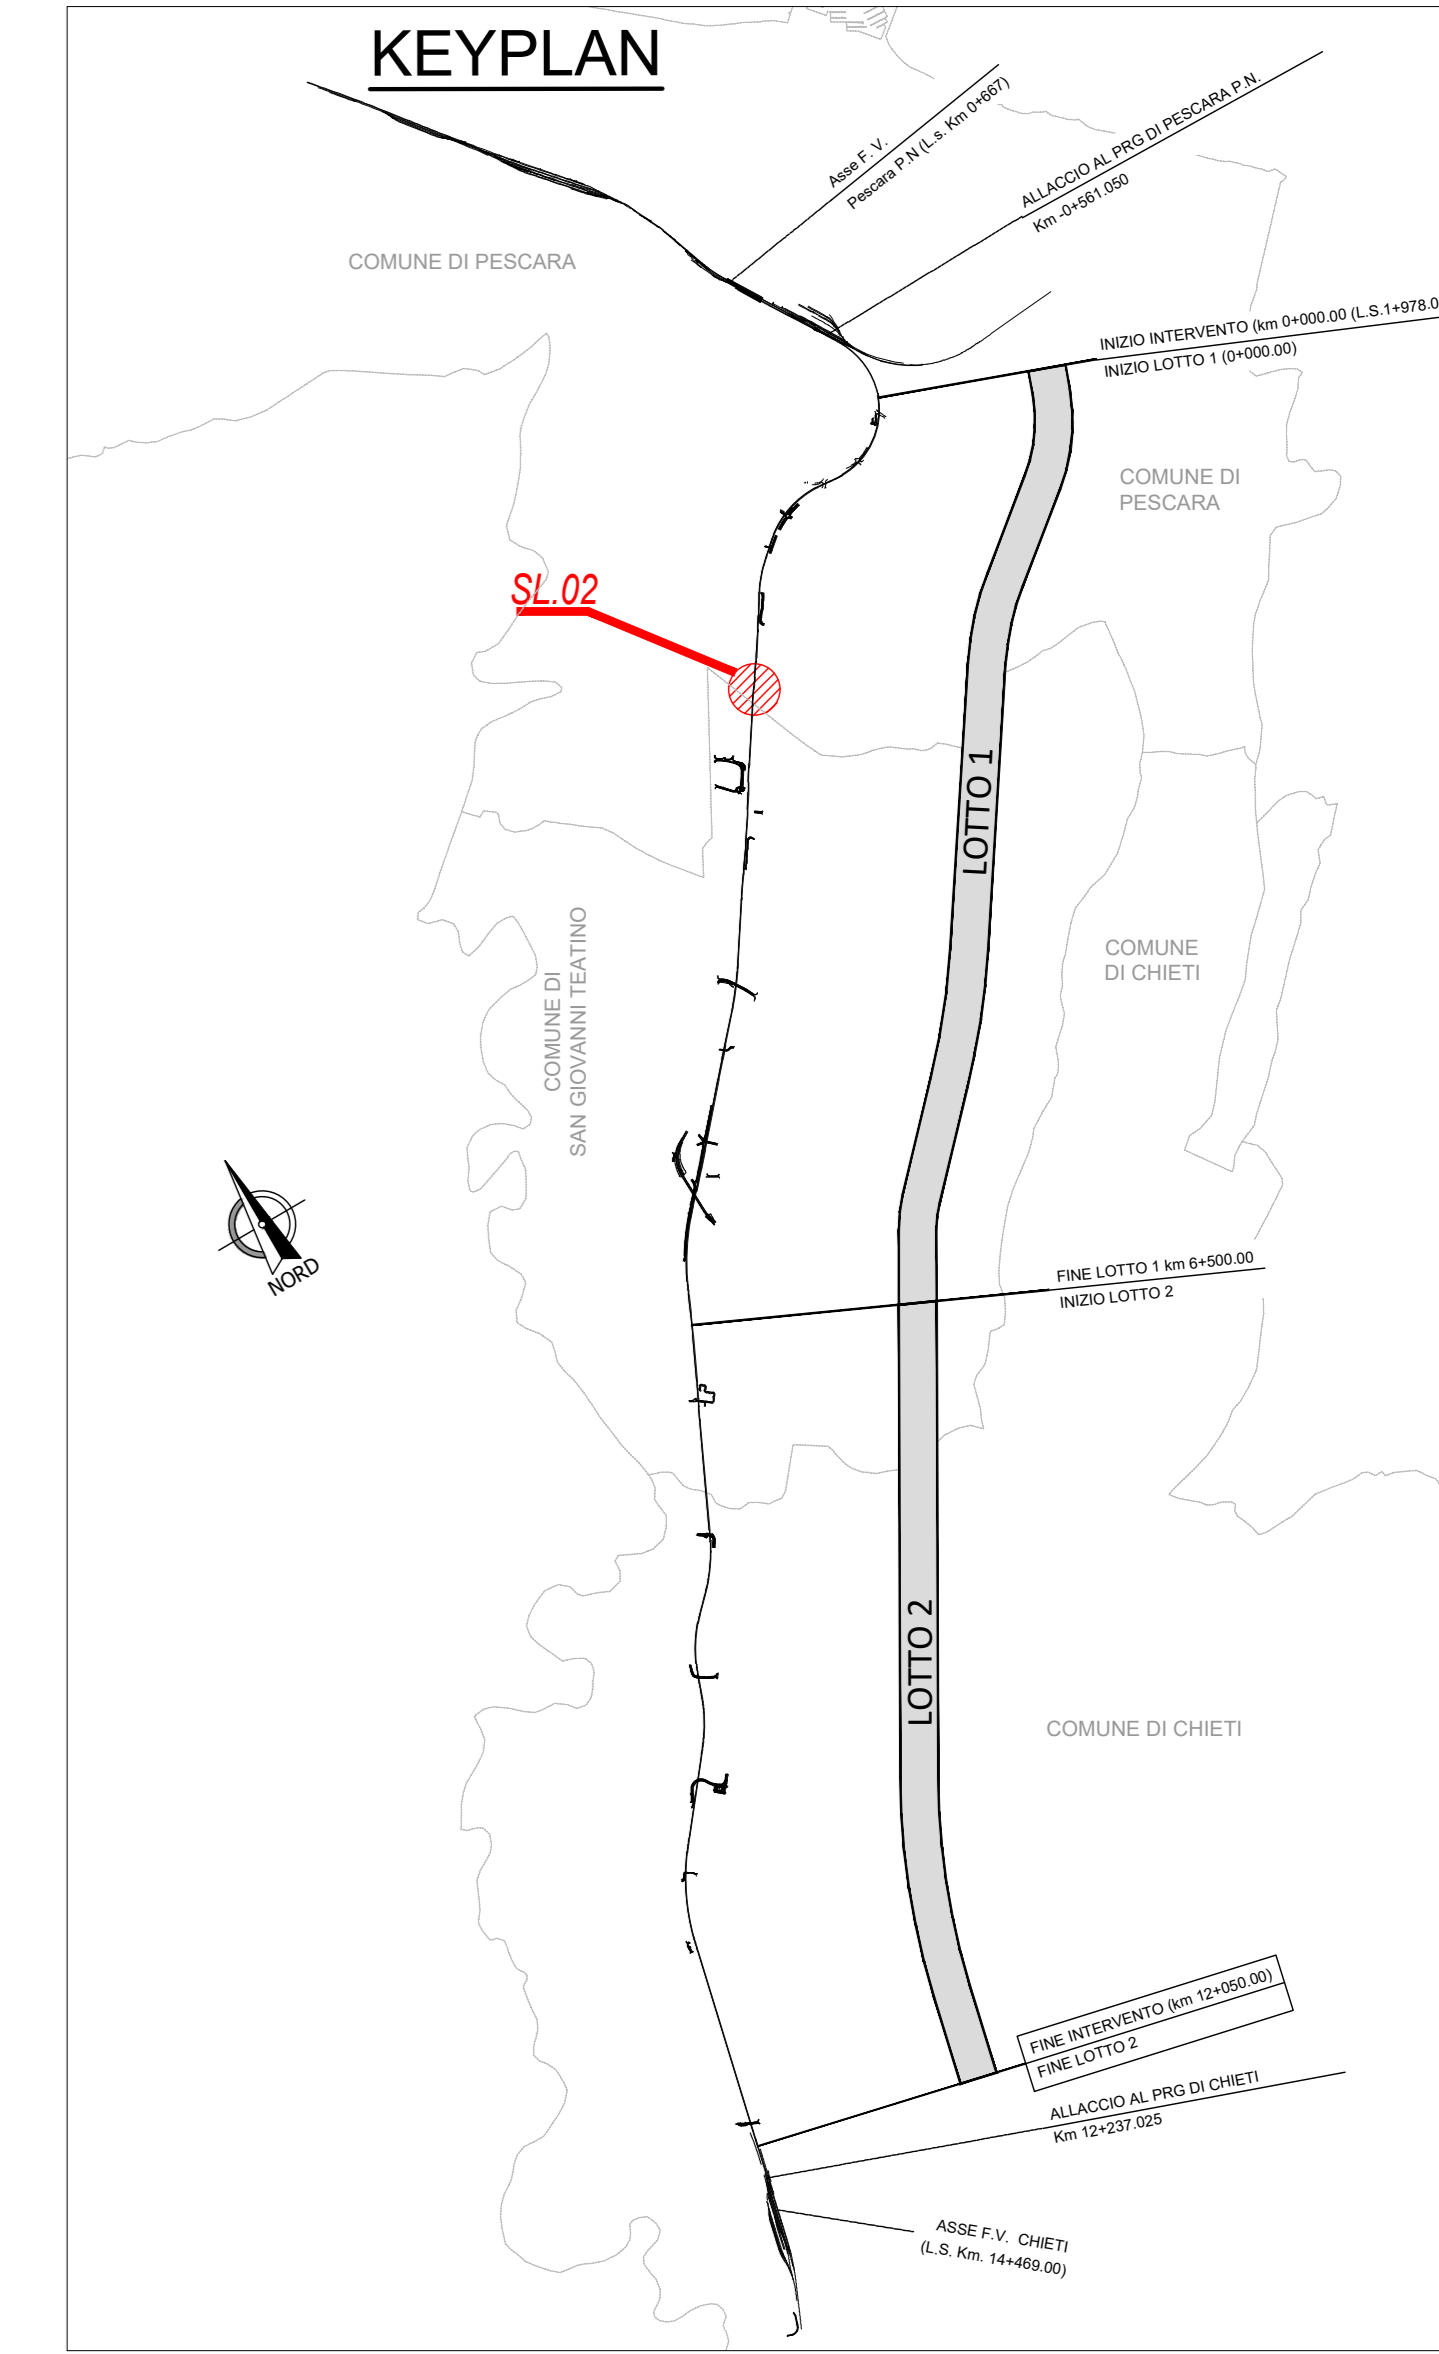 KEYPLAN
Asse F. V.
Pescara P.N (L.s. Km 0+667)
ALLACCIO AL PRG DI PESCARA P.N.
Km -0+561.050
COMUNE DI PESCARA
INIZIO INTERVENTO (km 0+000.00 (L.S.1+978.0
INIZIO LOTTO 1 (0+000.00)
COMUNE DI
PESCARA
SL.02
LOTTO 1
COMUNE DI
SAN GIOVANNI TEATINO
COMUNE
DI CHIETI
NORD
FINE LOTTO 1 km 6+500.00
INIZIO LOTTO 2
LOTTO 2
COMUNE DI CHIETI
FINE INTERVENTO (km 12+050.00)
FINE LOTTO 2
ALLACCIO AL PRG DI CHIETI
Km 12+237.025
ASSE F.V. CHIETI
(L.S. Km. 14+469.00)